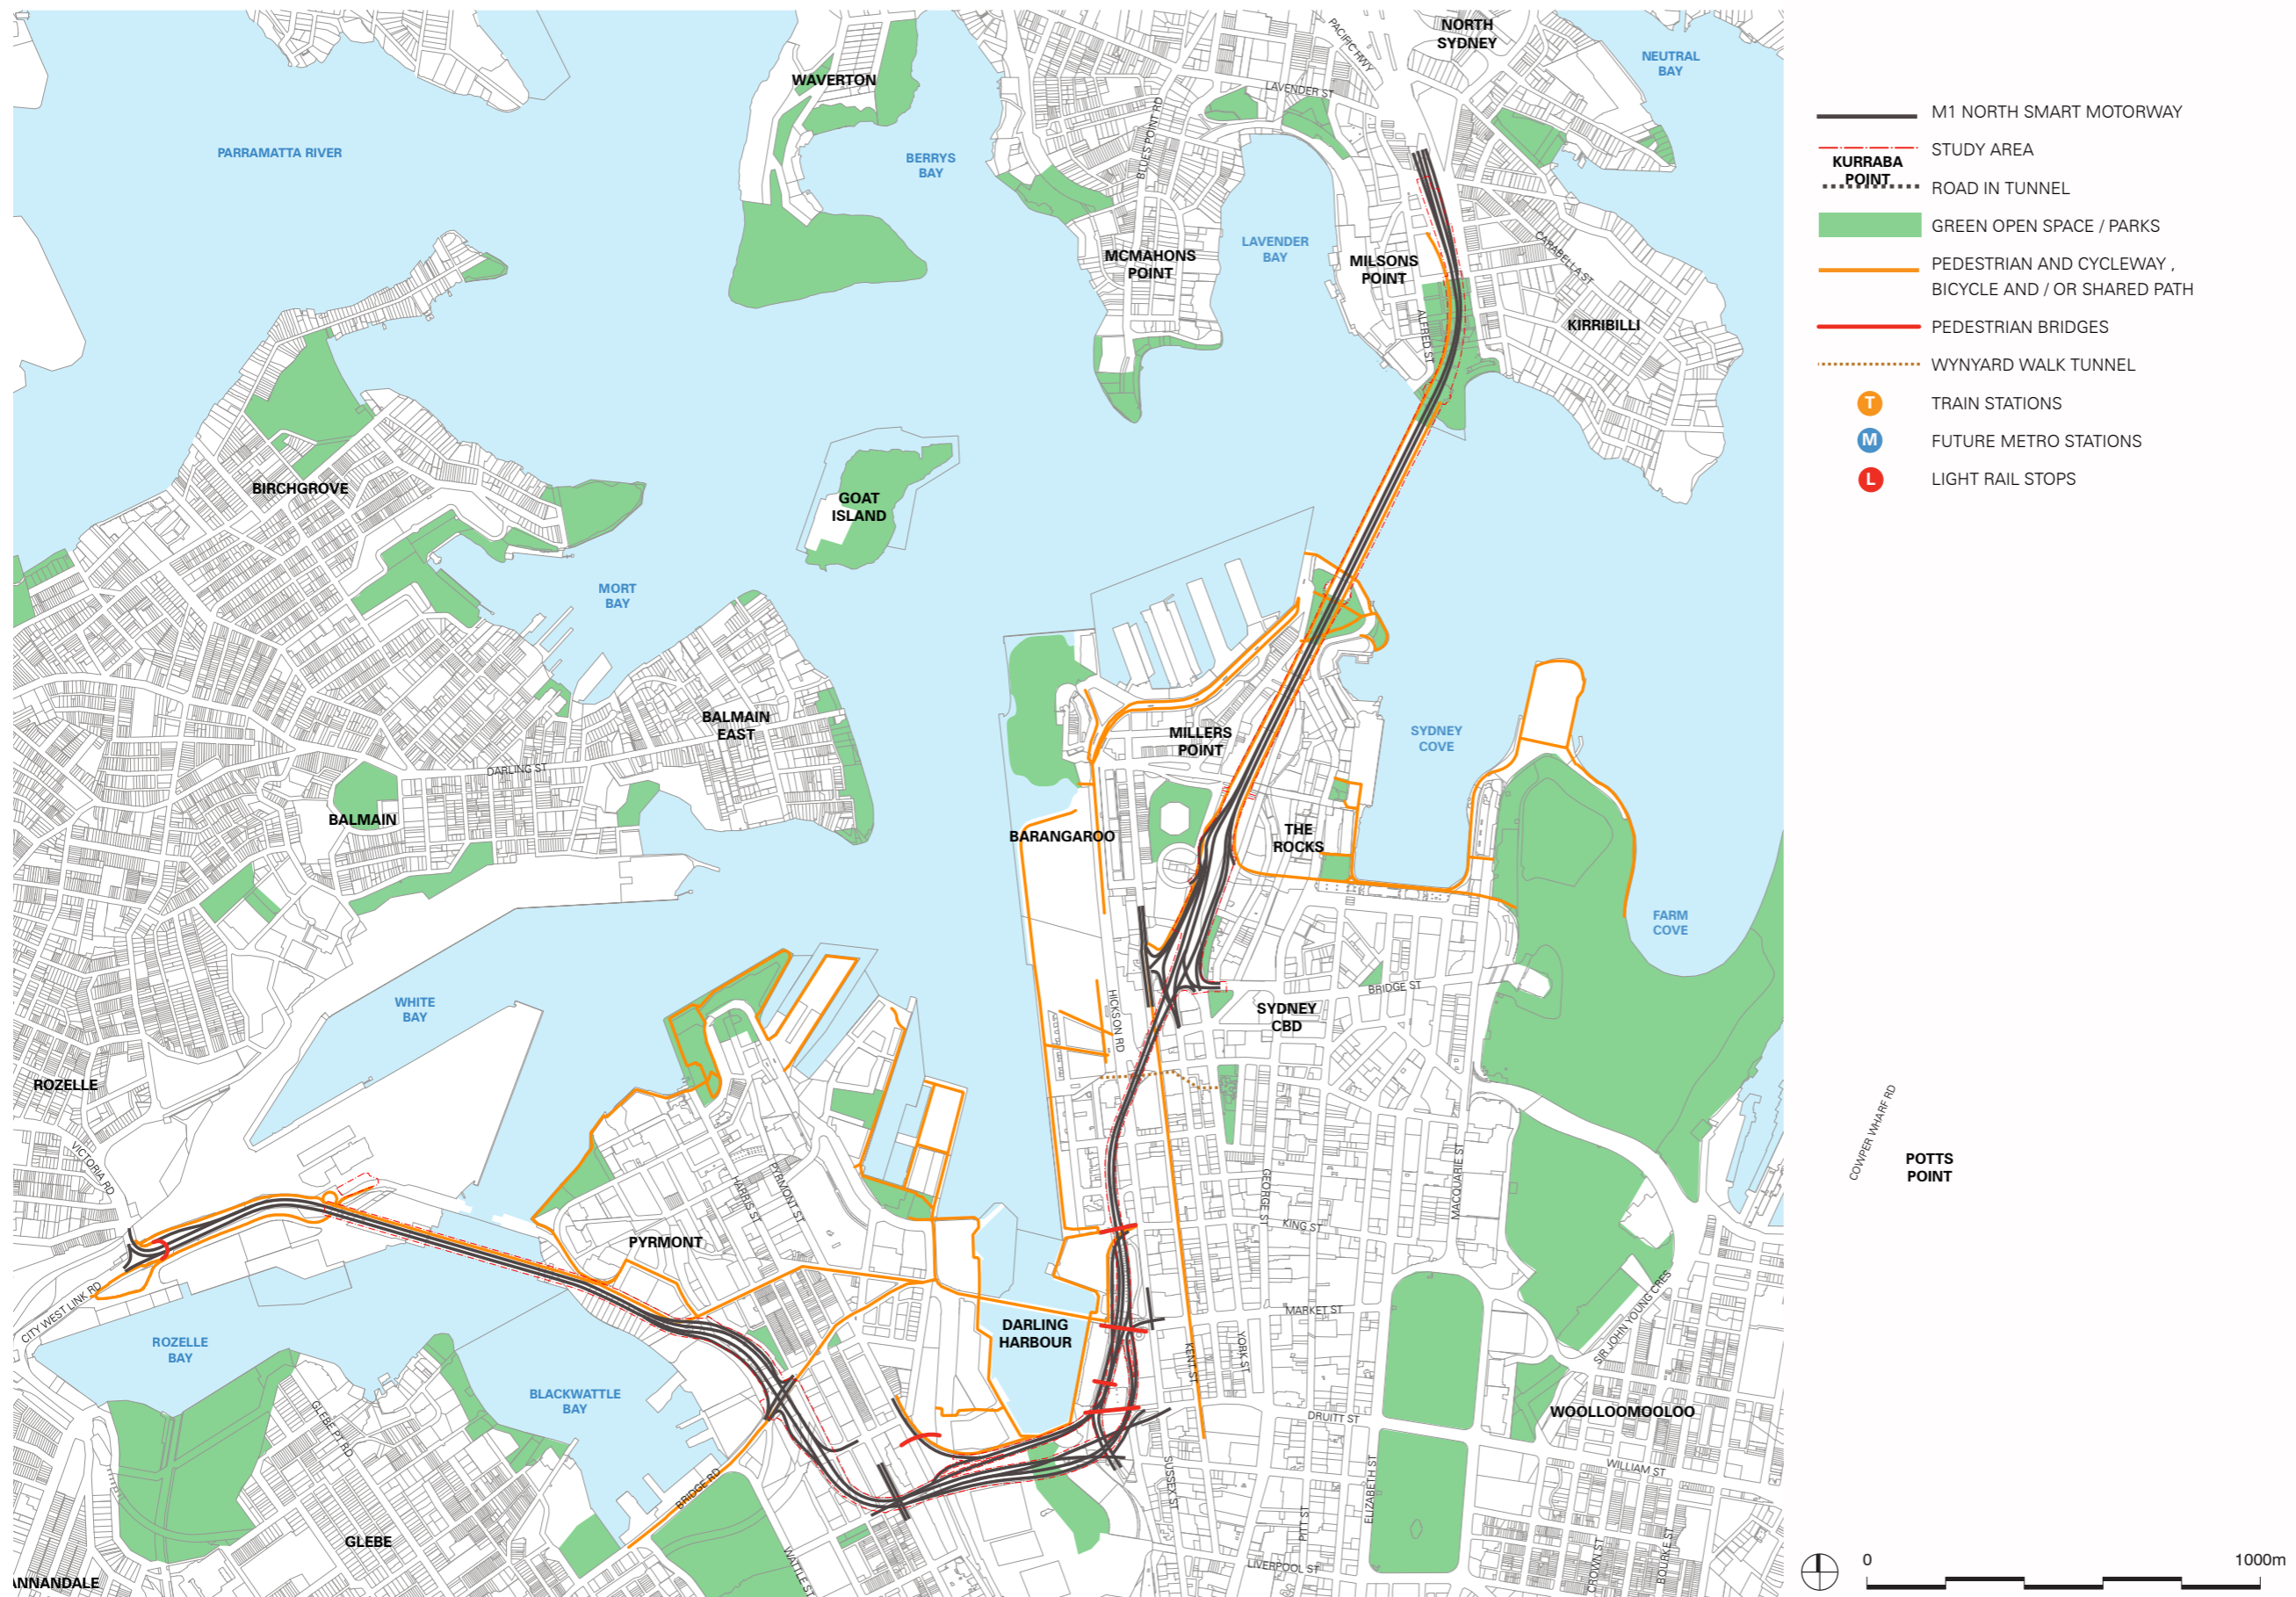 NORTH
SYDNEY
PACIFIC HWY
NEUTRAL
BAY
WAVERTON
LAVENDER ST
BLUES POINT RD
PARRAMATTA RIVER
BERRYS
BAY
LAVENDER
BAY
MCMAHONS
POINT
MILSONS
POINT
CARABELLA ST
ALFRED ST
KIRRIBILLI
BIRCHGROVE
GOAT
ISLAND
MORT
BAY
BALMAIN
EAST
MILLERS
POINT
SYDNEY
COVE
DARLING ST
BALMAIN
BARANGAROO
THE
ROCKS
FARM
COVE
WHITE
BAY
HICKSON RD
BRIDGE ST
SYDNEY
CBD
ROZELLE
VICTORIA RD
HARRIS ST
PYRMONT ST
GEORGE ST
MACQUARIE ST
KING ST
PYRMONT
CITY WEST LINK RD
ROZELLE
BAY
DARLING
HARBOUR
MARKET ST
KENT ST
YORK ST
SIR JOHN YOUNG CRES
BLACKWATTLE
BAY
GLEBE PT RD
DRUITT ST
WOOLLOOMOOLOO
BRIDGE RD
SUSSEX ST
ELIZABETH ST
WILLIAM ST
PITT ST
GLEBE
WATTLE ST
LIVERPOOL ST
CROWN ST
BOURKE ST
ANNANDALE
M1 NORTH SMART MOTORWAY
STUDY AREA
KURRABA
POINT
ROAD IN TUNNEL
GREEN OPEN SPACE / PARKS
PEDESTRIAN AND CYCLEWAY ,
BICYCLE AND / OR SHARED PATH
PEDESTRIAN BRIDGES
WYNYARD WALK TUNNEL
T TRAIN STATIONS
M FUTURE METRO STATIONS
L LIGHT RAIL STOPS
COWPER WHARF RD
POTTS
POINT
0 1000m